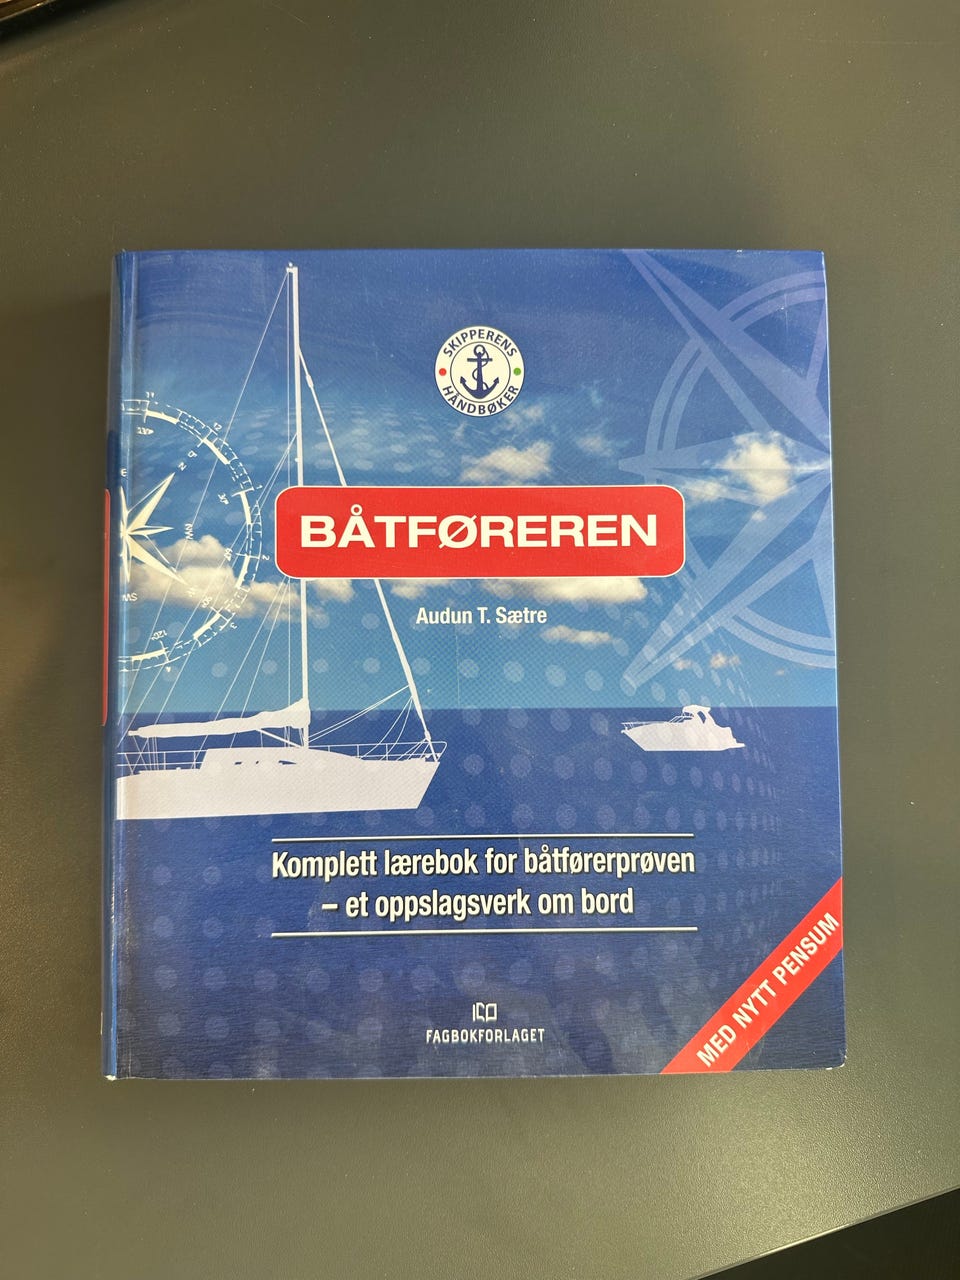 SKIPPERENS
HÅNDBØKER
BÅTFØREREN
Audun T. Sætre
Komplett lærebok for båtførerprøven
– et oppslagsverk om bord
MED NYTT PENSUM
FAGBOKFORLAGET